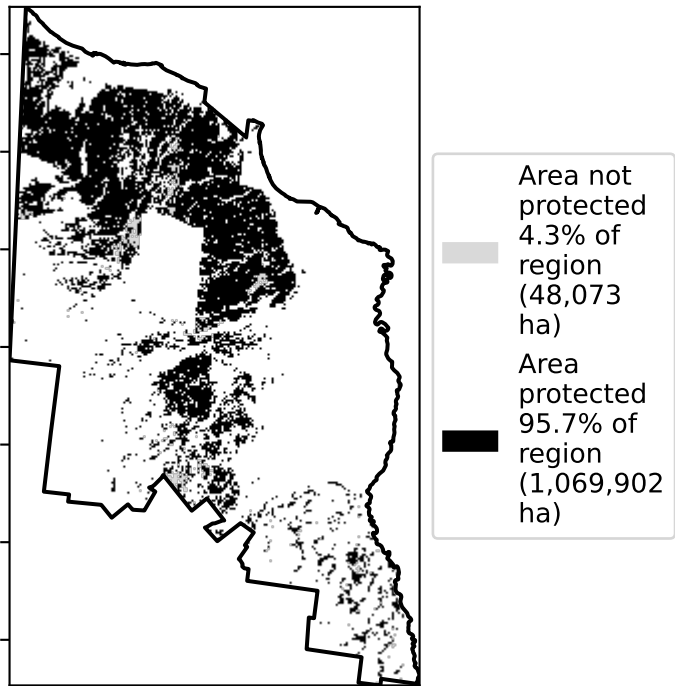 Area not
protected
4.3% of
region
(48,073
ha)
Area
protected
95.7% of
region
(1,069,902
ha)